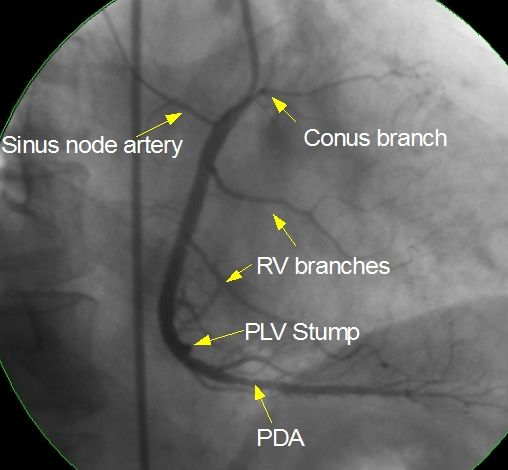 Conus branch
Sinus node artery
RV branches
PLV Stump
PDA